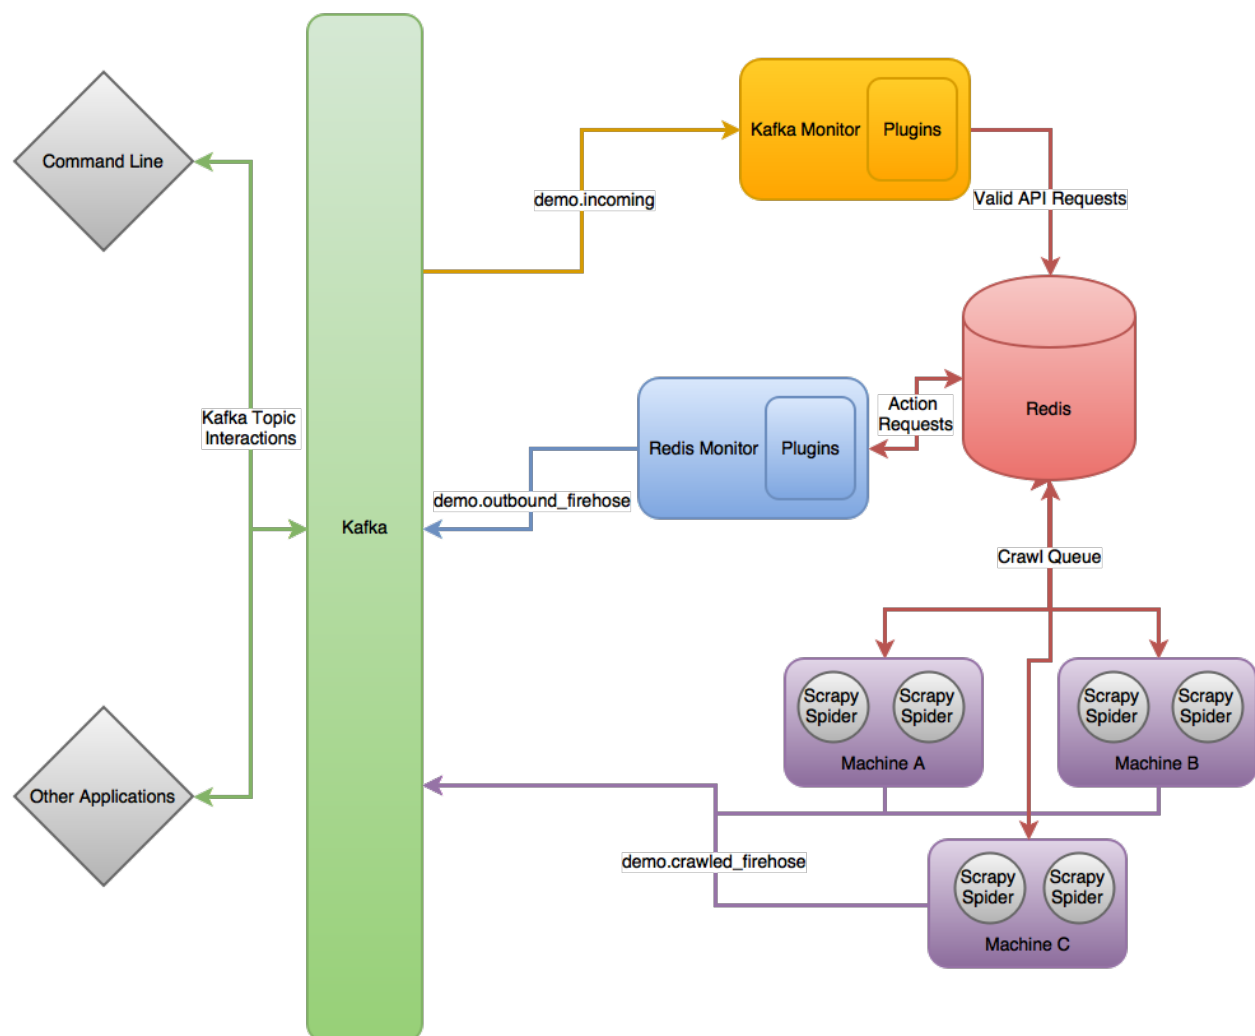 Command Line
Kafka Monitor
Plugins
demo.incoming
Valid API Requests
Redis
Action
Requests
Kafka Topic
Interactions
Redis Monitor
Plugins
demo.outbound_firehose
Kafka
Crawl Queue
Scrapy
Spider
Scrapy
Spider
Machine A
Scrapy
Spider
Scrapy
Spider
Machine B
Other Applications
demo.crawled_firehose
Scrapy
Spider
Scrapy
Spider
Machine C